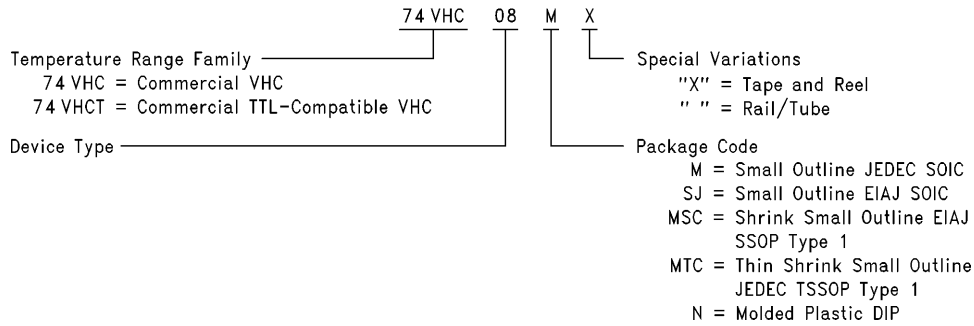 74 VHC 08 M X
Temperature Range Family
74 VHC = Commercial VHC
74 VHCT = Commercial TTL-Compatible VHC
Device Type
Special Variations
"X" = Tape and Reel
" " = Rail/Tube
Package Code
M = Small Outline JEDEC SOIC
SJ = Small Outline EIAJ SOIC
MSC = Shrink Small Outline EIAJ
SSOP Type 1
MTC = Thin Shrink Small Outline
JEDEC TSSOP Type 1
N = Molded Plastic DIP